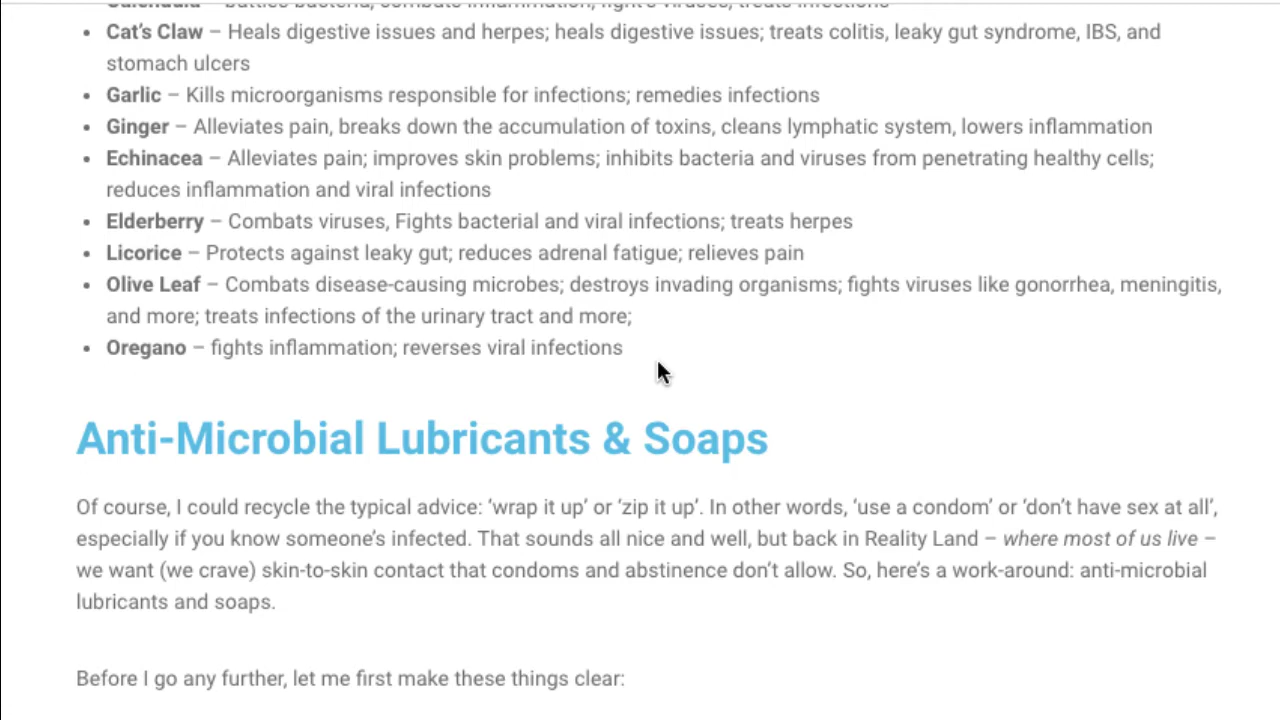 Calendula – battles bacteria; combats inflammation; fight's viruses; treats infections
• Cat's Claw – Heals digestive issues and herpes; heals digestive issues; treats colitis, leaky gut syndrome, IBS, and
stomach ulcers
• Garlic – Kills microorganisms responsible for infections; remedies infections
• Ginger – Alleviates pain, breaks down the accumulation of toxins, cleans lymphatic system, lowers inflammation
• Echinacea – Alleviates pain; improves skin problems; inhibits bacteria and viruses from penetrating healthy cells;
reduces inflammation and viral infections
• Elderberry – Combats viruses, Fights bacterial and viral infections; treats herpes
• Licorice – Protects against leaky gut; reduces adrenal fatigue; relieves pain
• Olive Leaf – Combats disease-causing microbes; destroys invading organisms; fights viruses like gonorrhea, meningitis,
and more; treats infections of the urinary tract and more;
• Oregano – fights inflammation; reverses viral infections
Anti-Microbial Lubricants & Soaps
Of course, I could recycle the typical advice: ‘wrap it up’ or ‘zip it up’. In other words, ‘use a condom’ or ‘don’t have sex at all’,
especially if you know someone’s infected. That sounds all nice and well, but back in Reality Land – where most of us live –
we want (we crave) skin-to-skin contact that condoms and abstinence don’t allow. So, here’s a work-around: anti-microbial
lubricants and soaps.
Before I go any further, let me first make these things clear: